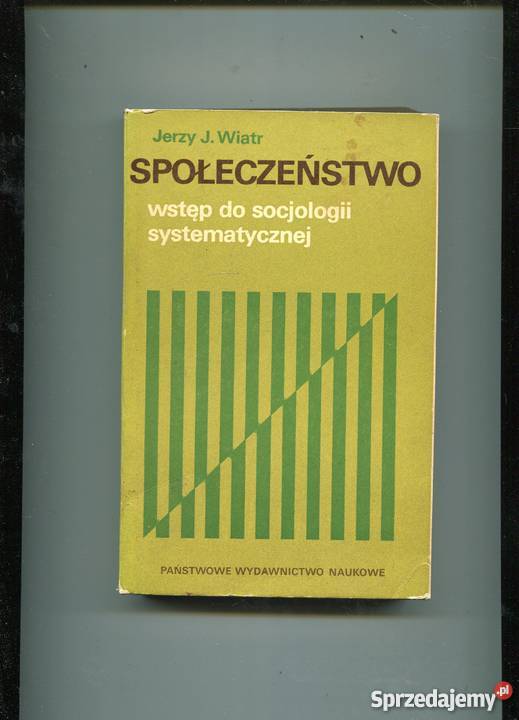 Jerzy J. Wiatr
SPOŁECZEŃSTWO
wstęp do socjologii
systematycznej
PAŃSTWOWE WYDAWNICTWO NAUKOWE
Sprzedajemy.pl